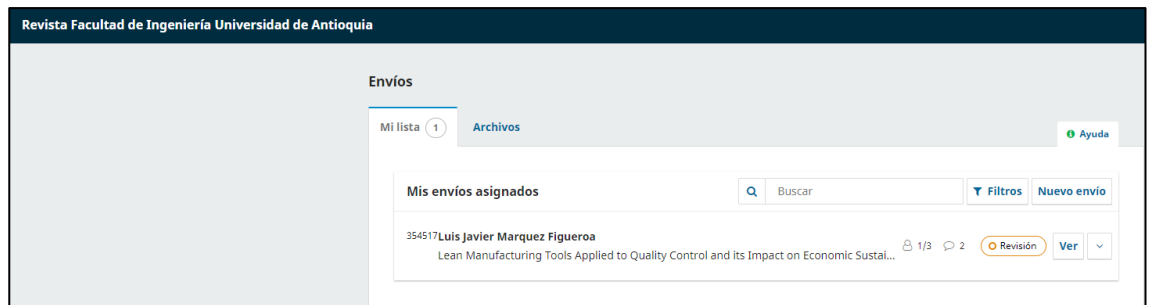 Revista Facultad de Ingeniería Universidad de Antioquia
Envíos
Mi lista 1 Archivos
Ayuda
Mis envíos asignados Buscar Filtros Nuevo envío
354517 Luis Javier Marquez Figueroa
Lean Manufacturing Tools Applied to Quality Control and its Impact on Economic Sustai... 1/3 2 Revisión Ver